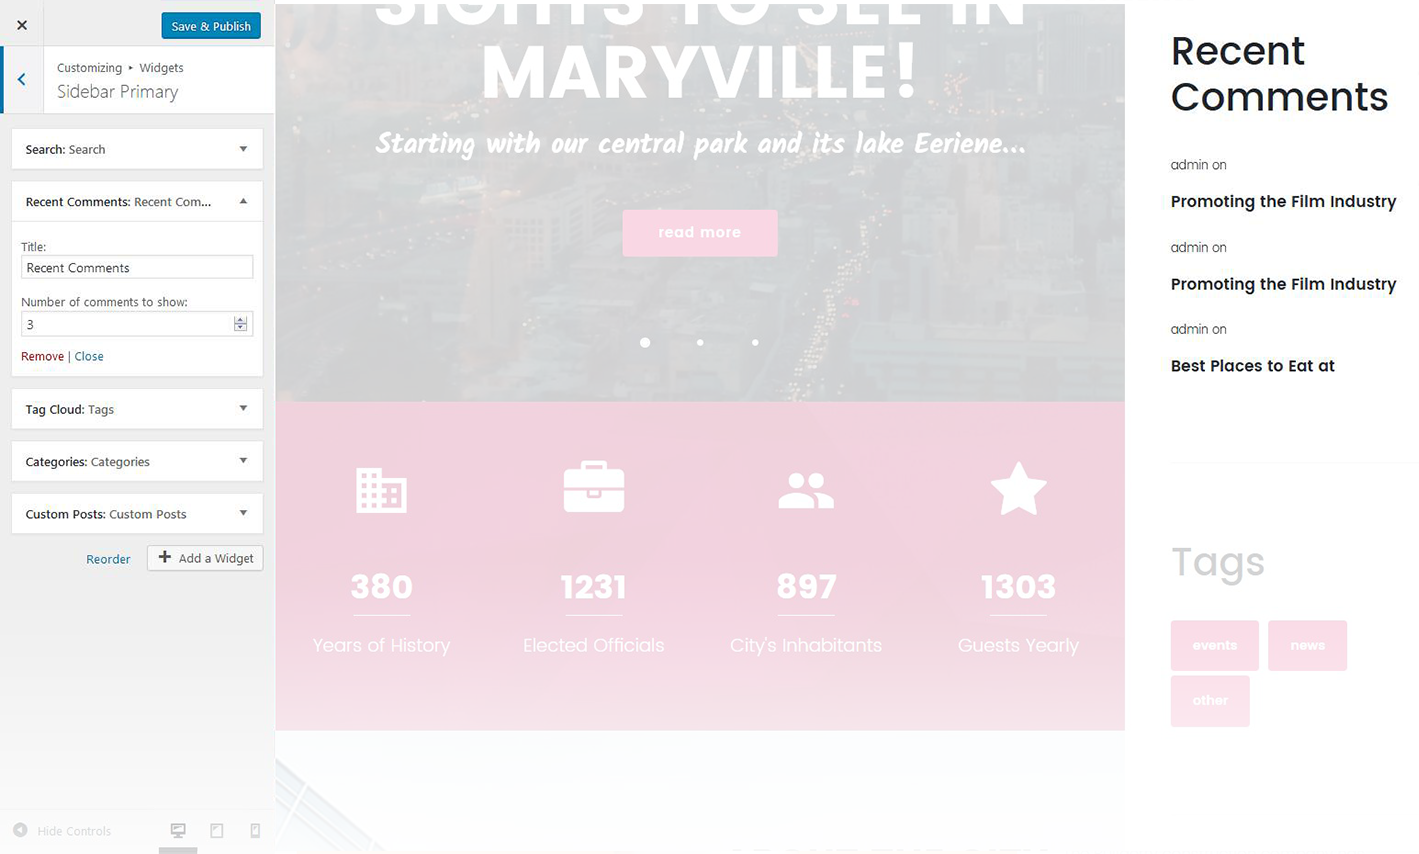 Save & Publish
Customizing ▸ Widgets
Sidebar Primary
Search: Search
Recent Comments: Recent Com...
Title:
Recent Comments
Number of comments to show:
3
Remove | Close
Tag Cloud: Tags
Categories: Categories
Custom Posts: Custom Posts
Reorder
Add a Widget
Hide Controls
SIGHTS TO SEE IN
MARYVILLE!
Starting with our central park and its lake Eeriene...
read more
380
1231
897
1303
Years of History
Elected Officials
City's Inhabitants
Guests Yearly
Recent
Comments
admin on
Promoting the Film Industry
admin on
Promoting the Film Industry
admin on
Best Places to Eat at
Tags
events
news
other